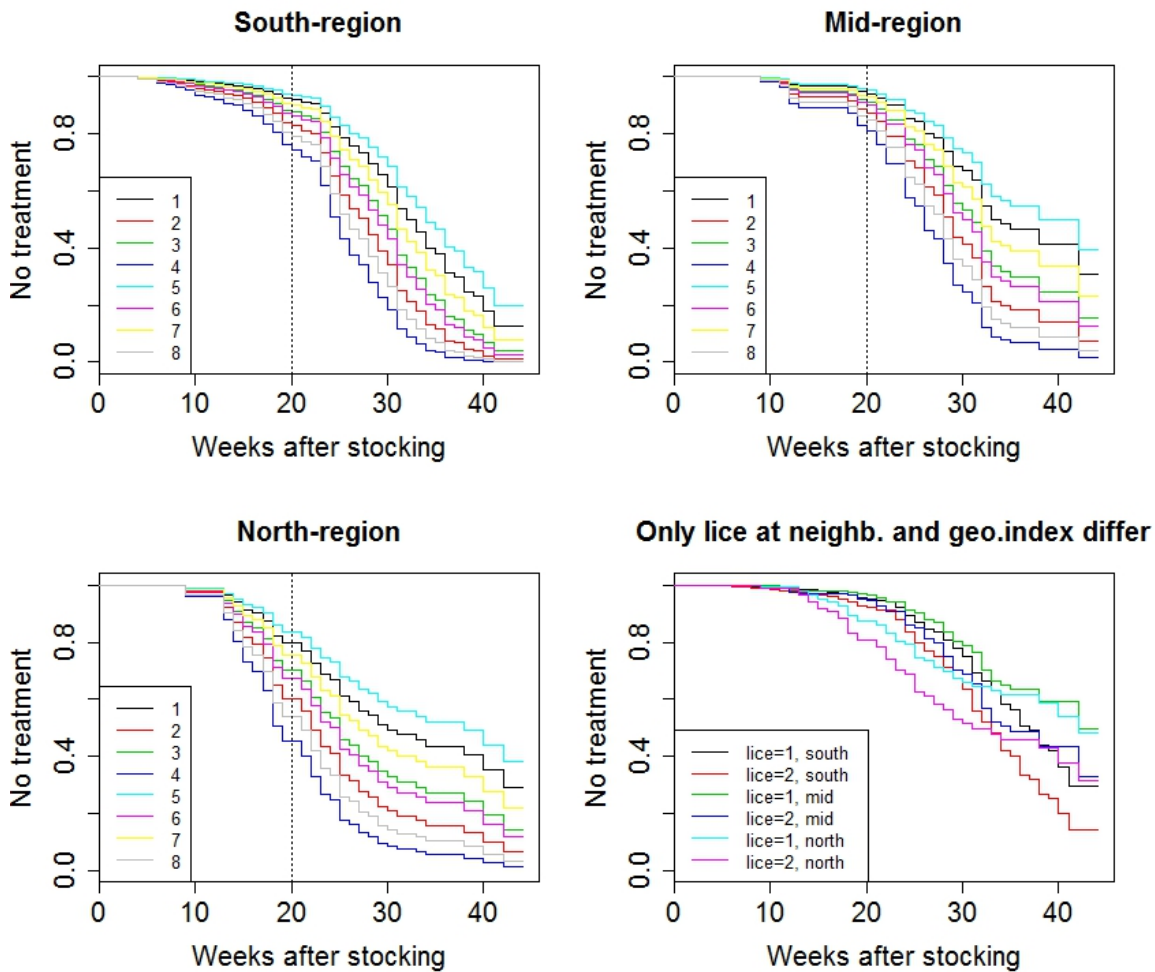 South-region
No treatment
0.0 0.4 0.8
1
2
3
4
5
6
7
8
0 10 20 30 40
Weeks after stocking
Mid-region
No treatment
0.0 0.4 0.8
1
2
3
4
5
6
7
8
0 10 20 30 40
Weeks after stocking
North-region
No treatment
0.0 0.4 0.8
1
2
3
4
5
6
7
8
0 10 20 30 40
Weeks after stocking
Only lice at neighb. and geo.index differ
No treatment
0.0 0.4 0.8
lice=1, south
lice=2, south
lice=1, mid
lice=2, mid
lice=1, north
lice=2, north
0 10 20 30 40
Weeks after stocking